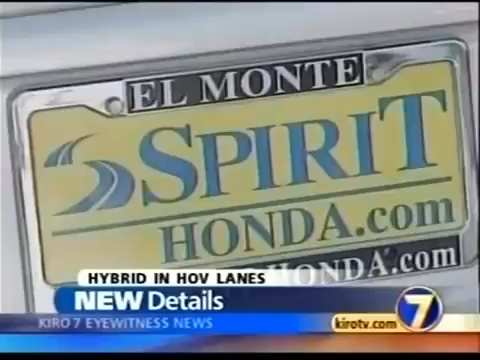 EL MONTE
SPIRIT
HONDA.com
HONDA.com
HYBRID IN HOV LANES
NEW Details
KIRO 7 EYEWITNESS NEWS
kirotv.com
7